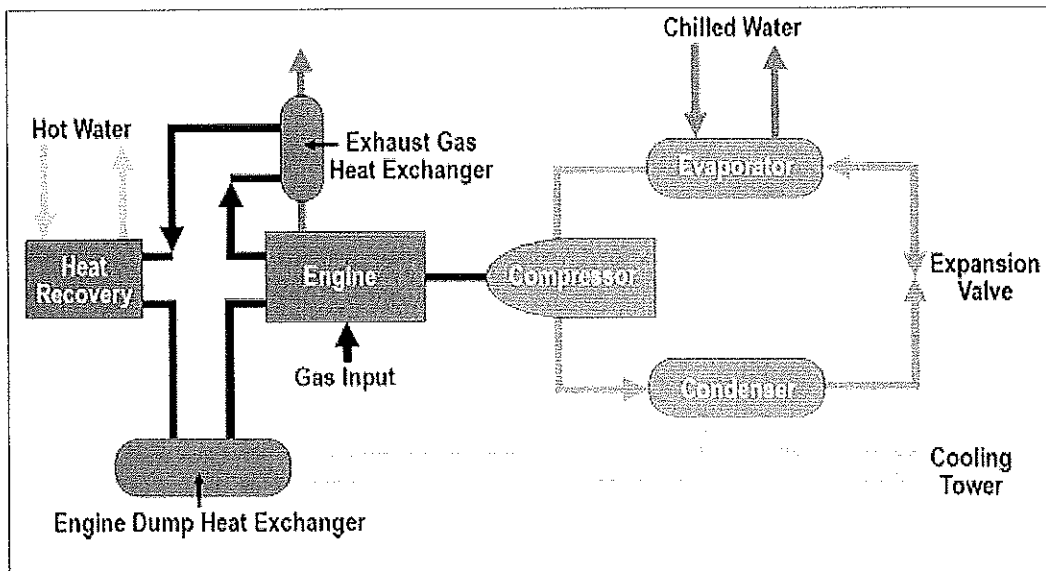 Chilled Water
Hot Water
Exhaust Gas
Heat Exchanger
Evaporator
Heat
Recovery
Engine
Compressor
Expansion
Valve
Gas Input
Condenser
Cooling
Tower
Engine Dump Heat Exchanger